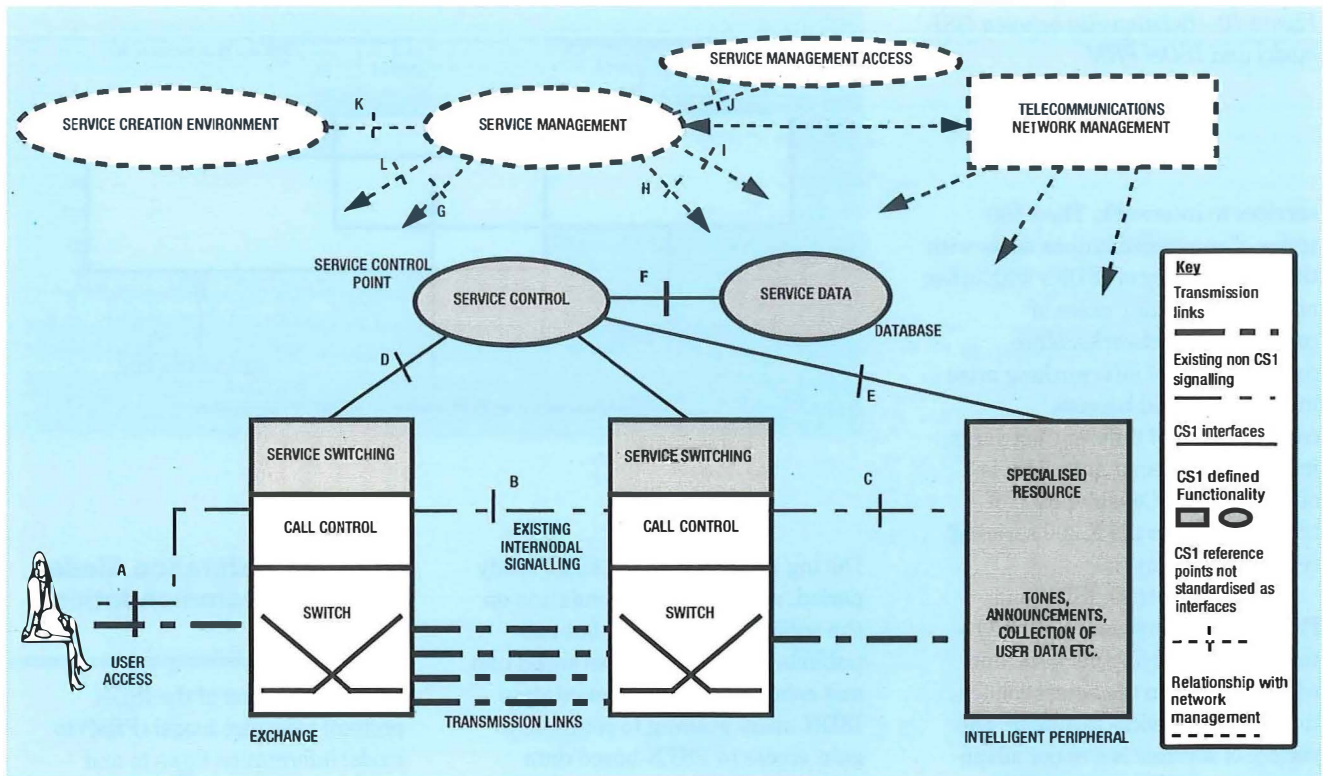 SERVICE MANAGEMENT ACCESS
J
K
SERVICE CREATION ENVIRONMENT
SERVICE MANAGEMENT
TELECOMMUNICATIONS
NETWORK MANAGEMENT
L
G
H
I
SERVICE CONTROL
POINT
SERVICE CONTROL
F
SERVICE DATA
DATABASE
D
E
SERVICE SWITCHING
CALL CONTROL
SWITCH
EXCHANGE
A
USER
ACCESS
B
EXISTING
INTERNODAL
SIGNALLING
TRANSMISSION LINKS
SERVICE SWITCHING
CALL CONTROL
SWITCH
C
SPECIALISED
RESOURCE
TONES,
ANNOUNCEMENTS,
COLLECTION OF
USER DATA ETC.
INTELLIGENT PERIPHERAL
Key
Transmission
links
Existing non CS1
signalling
CS1 interfaces
CS1 defined
Functionality
CS1 reference
points not
standardised as
interfaces
Relationship with
network
management